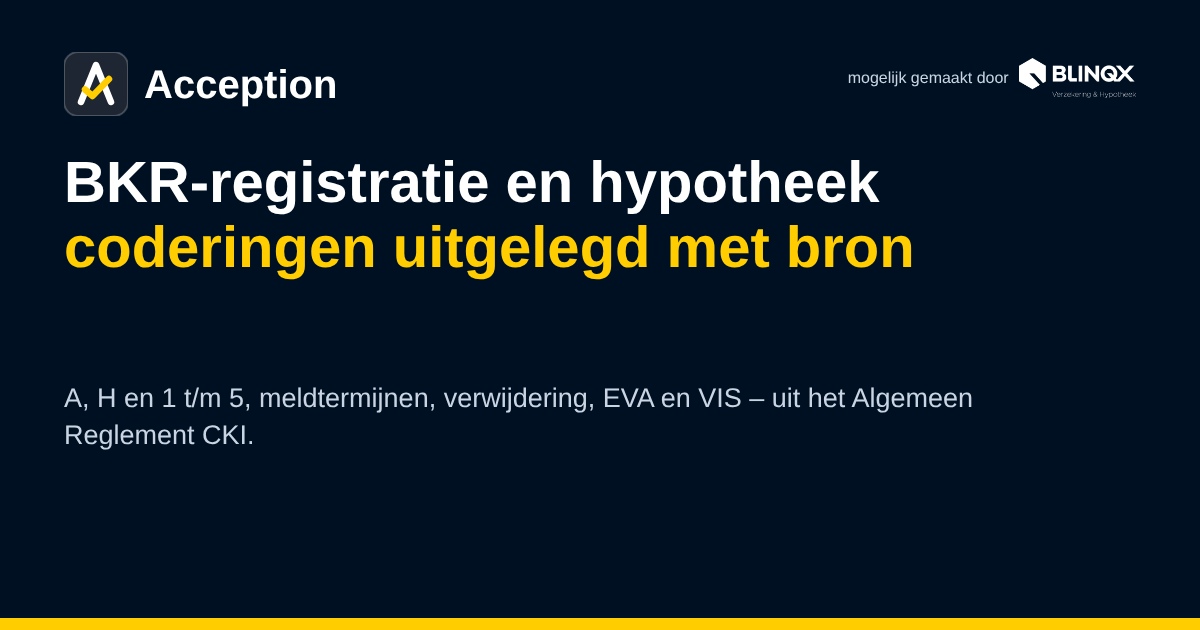 Acception
mogelijk gemaakt door
BLINQX
Verzekering & Hypotheek
BKR-registratie en hypotheek
coderingen uitgelegd met bron
A, H en 1 t/m 5, meldtermijnen, verwijdering, EVA en VIS – uit het Algemeen
Reglement CKI.